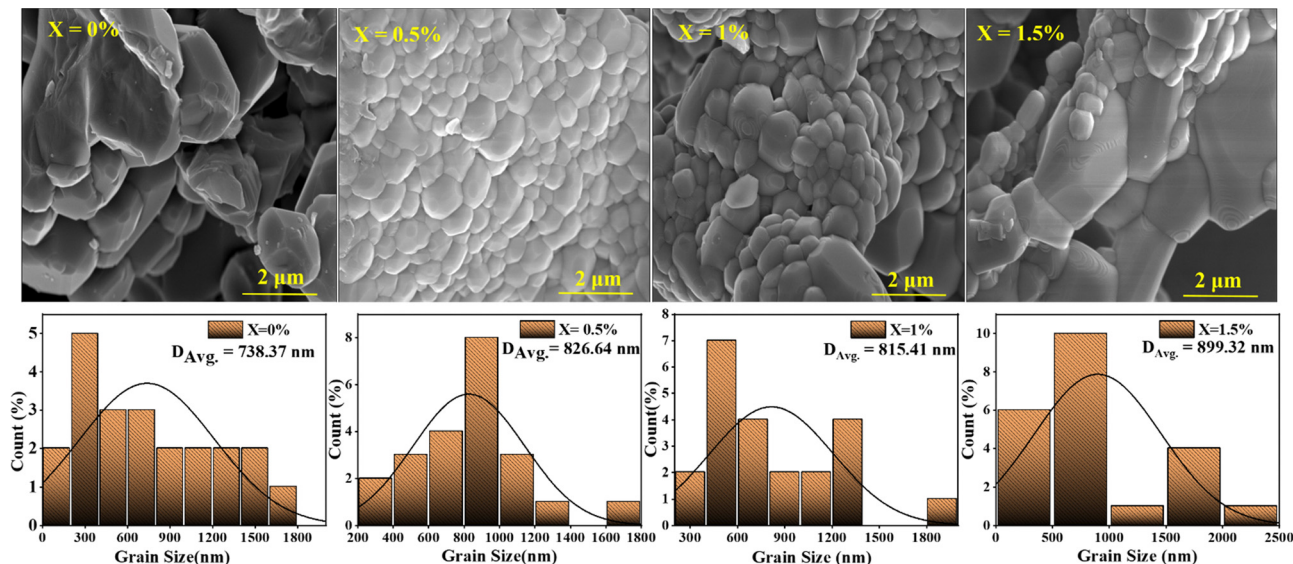 X = 0%
X = 0.5%
X = 1%
X = 1.5%
2 μm
2 μm
2 μm
2 μm
X=0%
D Avg. = 738.37 nm
Count (%)
5
4
3
2
1
0
0 300 600 900 1200 1500 1800
Grain Size(nm)
X= 0.5%
D Avg. = 826.64 nm
Count (%)
8
6
4
2
0
200 400 600 800 1000 1200 1400 1600 1800
Grain Size(nm)
X=1%
D Avg. = 815.41 nm
Count(%)
8
7
6
5
4
3
2
1
0
300 600 900 1200 1500 1800
Grain Size (nm)
X=1.5%
D Avg. = 899.32 nm
Count (%)
10
8
6
4
2
0
0 500 1000 1500 2000 2500
Grain Size (nm)